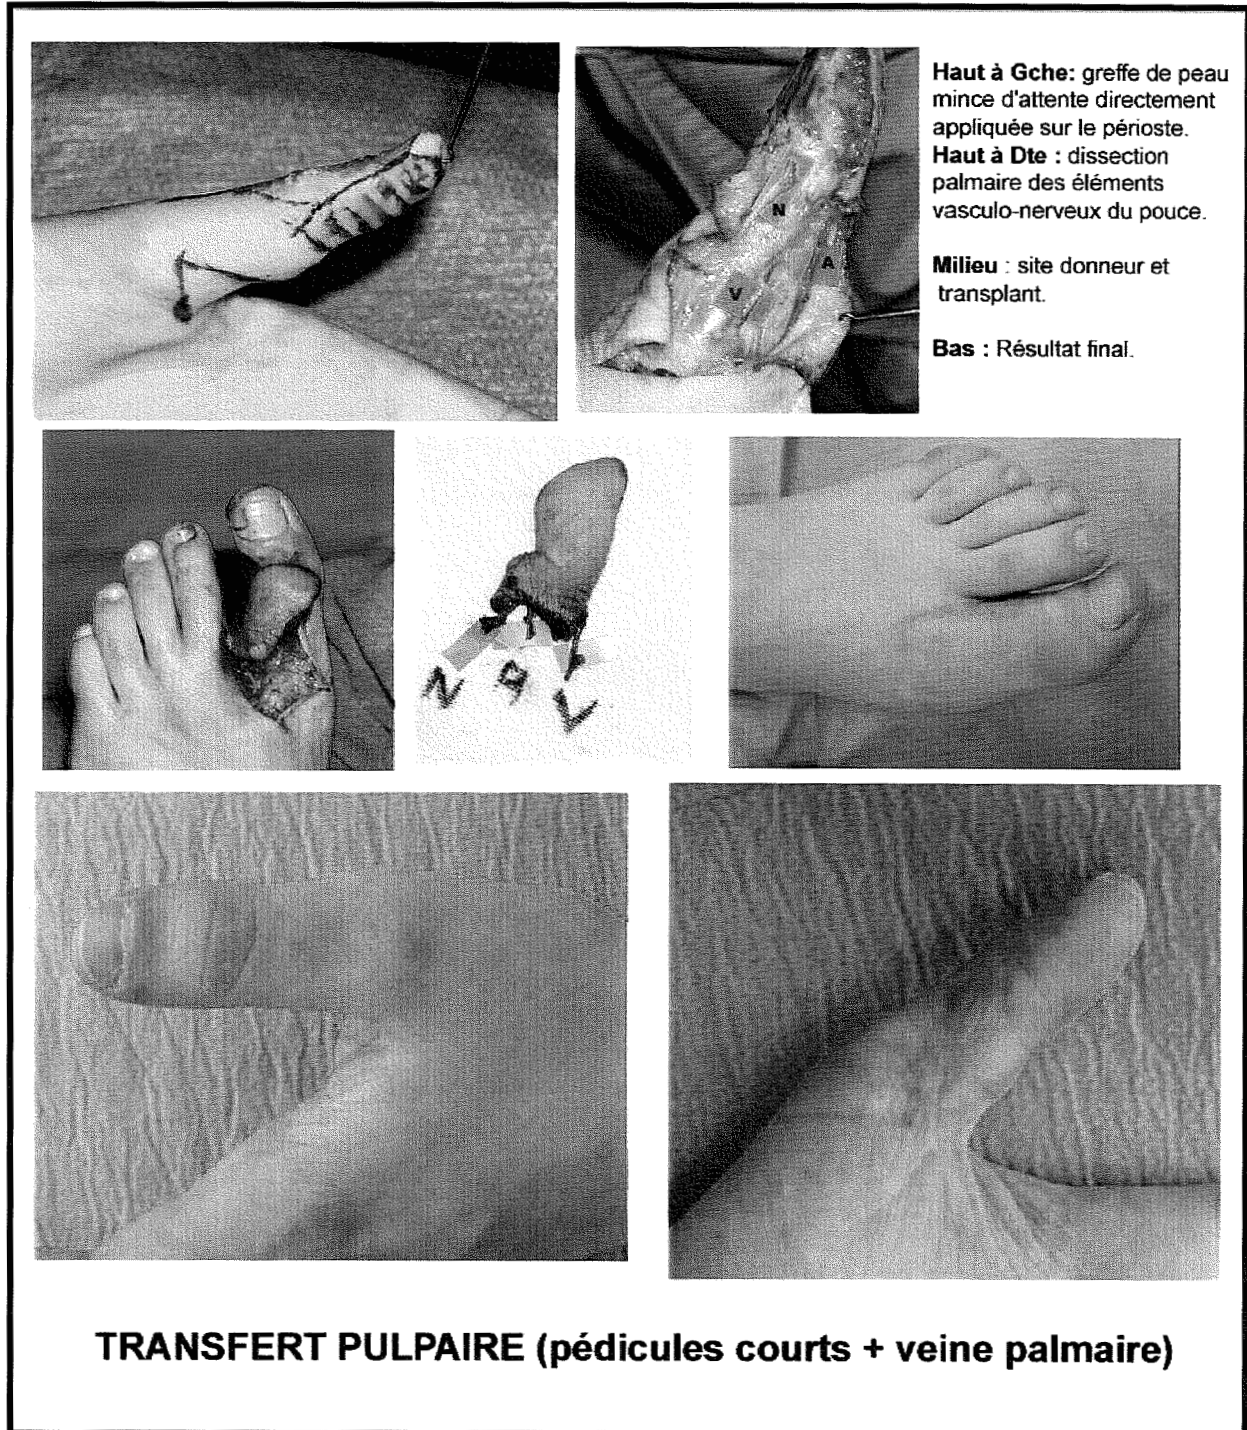 Haut à Gche: greffe de peau
mince d'attente directement
appliquée sur le périoste.
Haut à Dte : dissection
palmaire des éléments
vasculo-nerveux du pouce.
Milieu : site donneur et
transplant.
Bas : Résultat final.
N
A
V
N a V
TRANSFERT PULPAIRE (pédicules courts + veine palmaire)